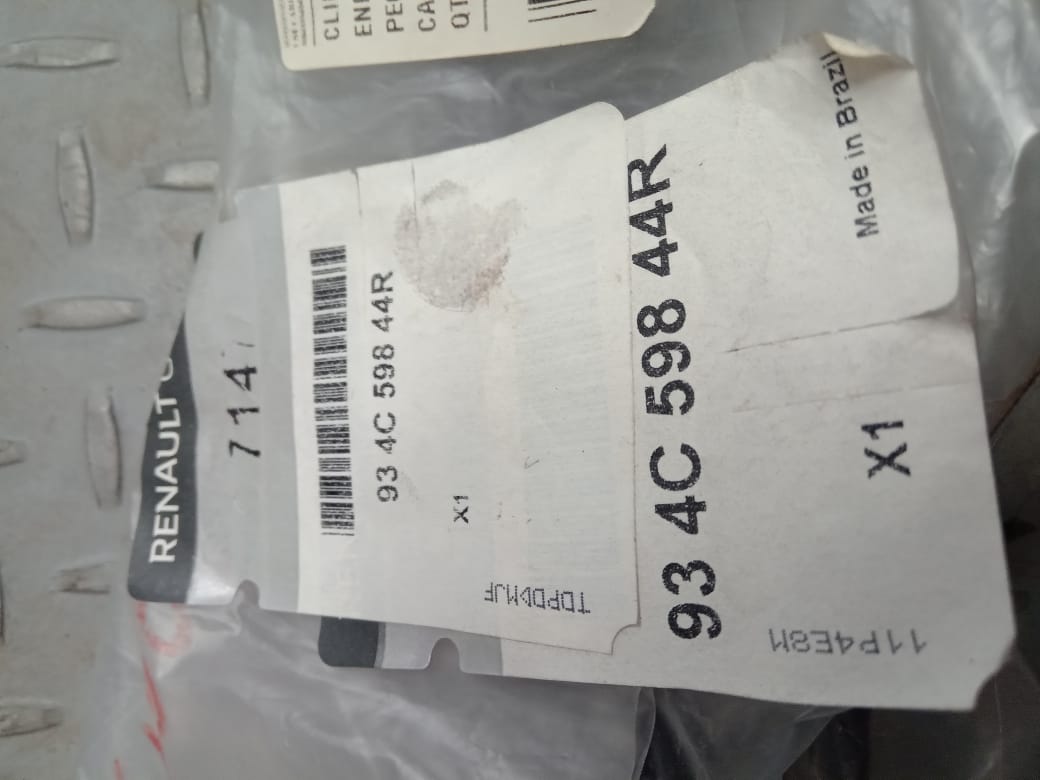 CLI
EN
PE
CA
QT
RENAULT
714
93 4C 598 44R
X1
93 4C 598 44R
Made in Brazil
X1
11P4E8M